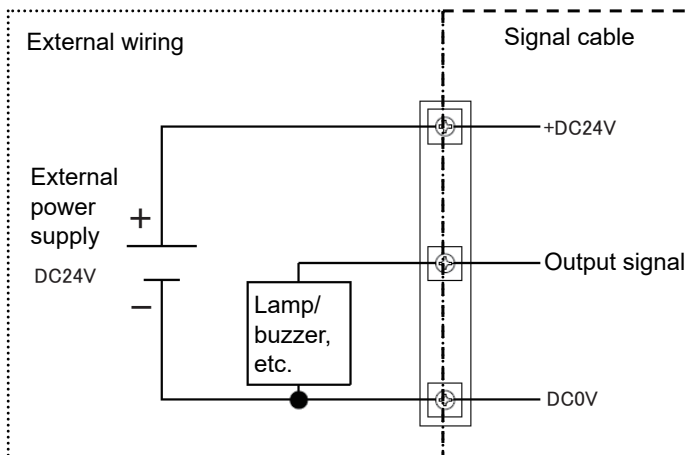 External wiring
Signal cable
+DC24V
External
power
supply
+
DC24V
−
Output signal
Lamp/
buzzer,
etc.
DC0V